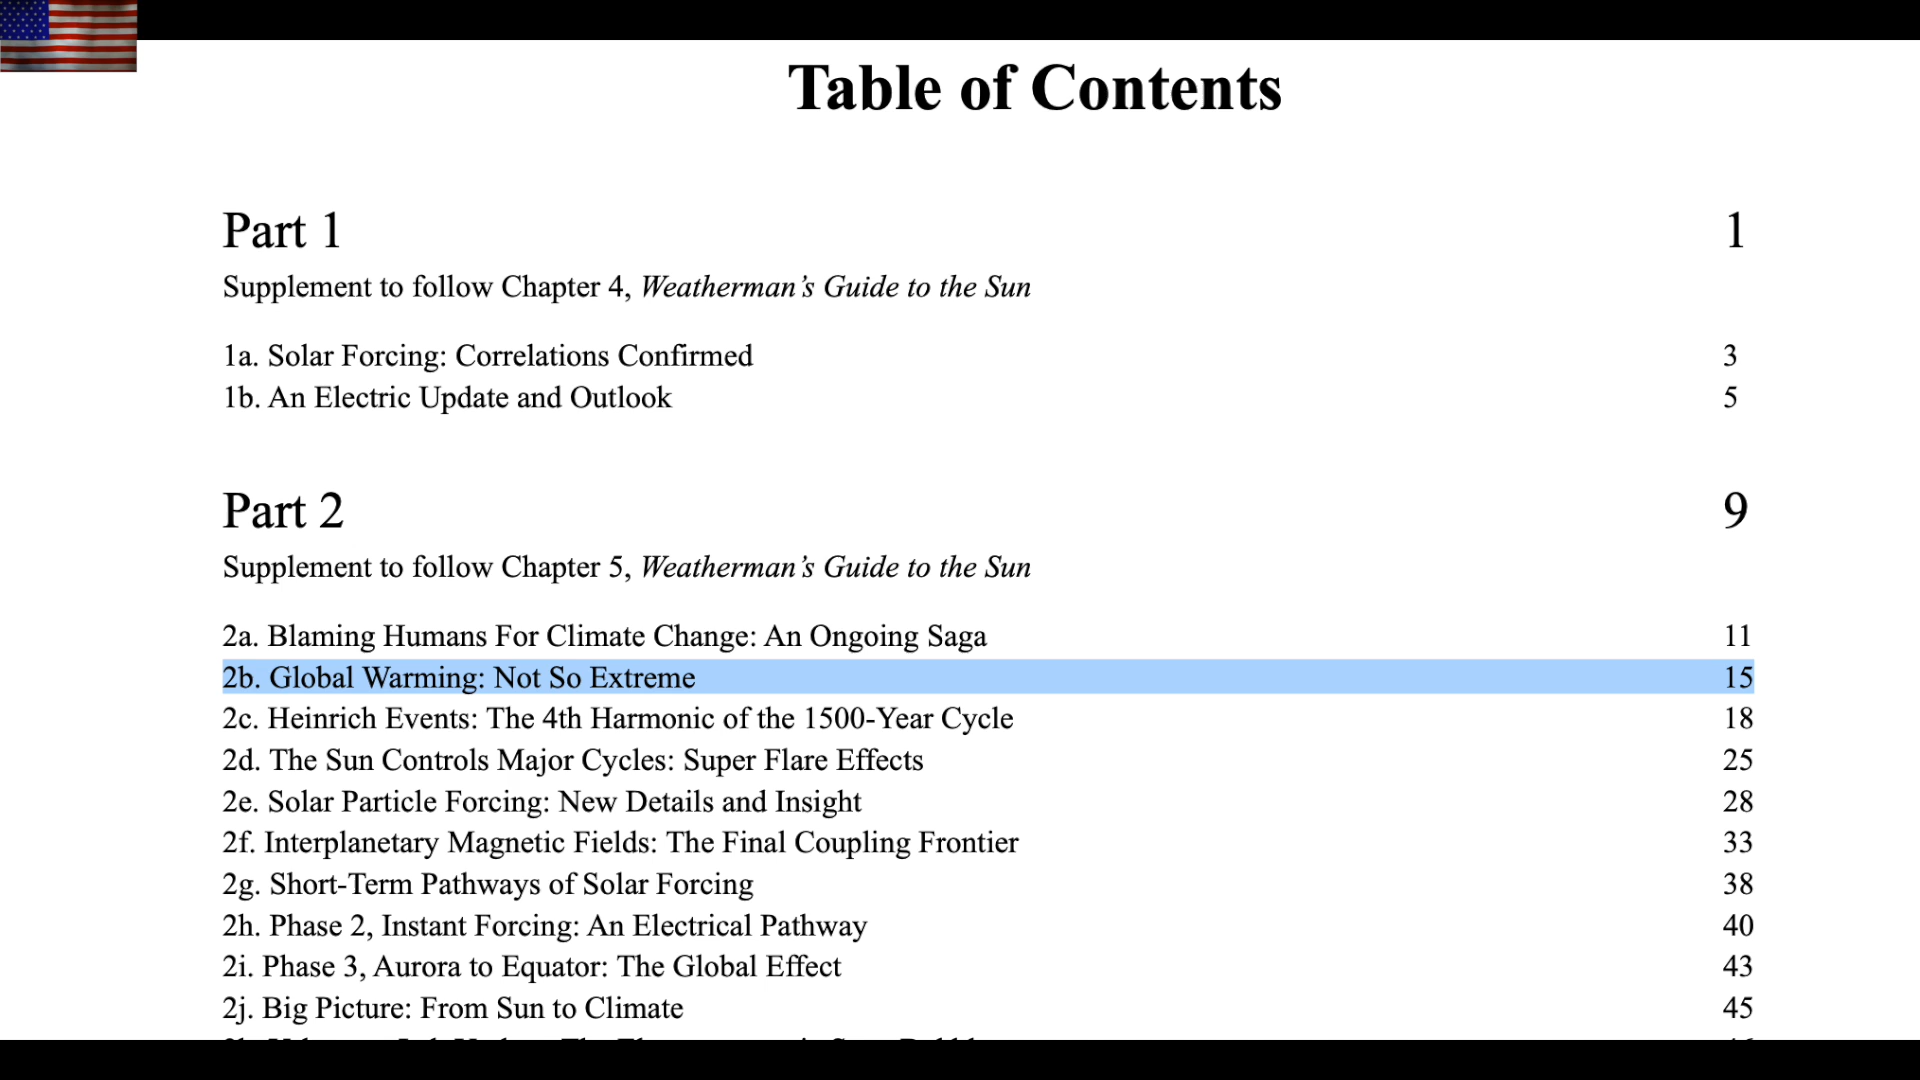 Table of Contents
Part 1 1
Supplement to follow Chapter 4, Weatherman’s Guide to the Sun
1a. Solar Forcing: Correlations Confirmed 3
1b. An Electric Update and Outlook 5
Part 2 9
Supplement to follow Chapter 5, Weatherman’s Guide to the Sun
2a. Blaming Humans For Climate Change: An Ongoing Saga 11
2b. Global Warming: Not So Extreme 15
2c. Heinrich Events: The 4th Harmonic of the 1500-Year Cycle 18
2d. The Sun Controls Major Cycles: Super Flare Effects 25
2e. Solar Particle Forcing: New Details and Insight 28
2f. Interplanetary Magnetic Fields: The Final Coupling Frontier 33
2g. Short-Term Pathways of Solar Forcing 38
2h. Phase 2, Instant Forcing: An Electrical Pathway 40
2i. Phase 3, Aurora to Equator: The Global Effect 43
2j. Big Picture: From Sun to Climate 45